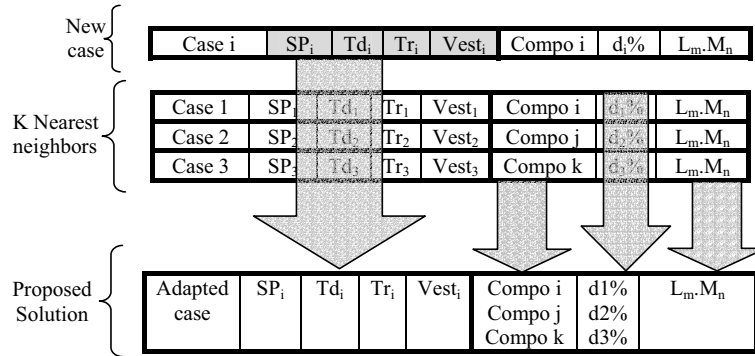 New case
Case i SPᵢ Tdᵢ Trᵢ Vestᵢ Compo i dᵢ% Lₘ.Mₙ
K Nearest neighbors
Case 1 SP₁ Td₁ Tr₁ Vest₁ Compo i d₁% Lₘ.Mₙ
Case 2 SP₂ Td₂ Tr₂ Vest₂ Compo j d₂% Lₘ.Mₙ
Case 3 SP₃ Td₃ Tr₃ Vest₃ Compo k d₃% Lₘ.Mₙ
Proposed Solution
Adapted case SPᵢ Tdᵢ Trᵢ Vestᵢ Compo i d1% Lₘ.Mₙ
Compo j d2%
Compo k d3%